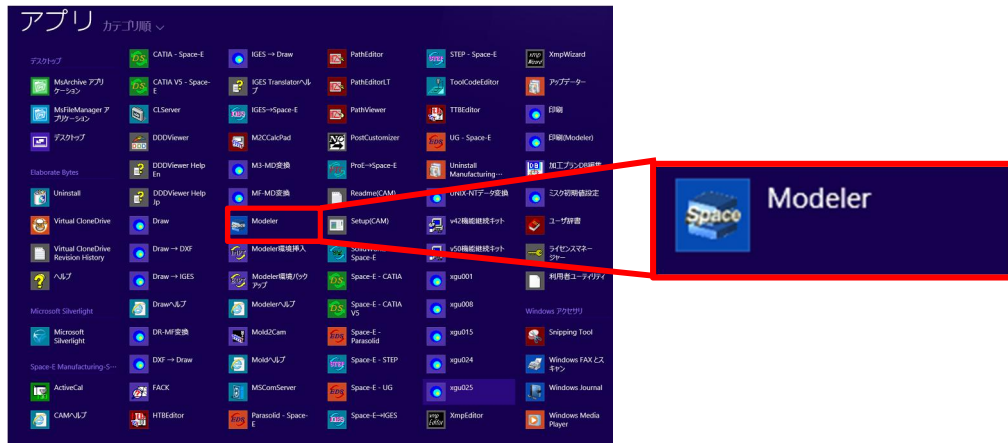 アプリ カテゴリ順
デスクトップ
MsArchive アプリ
ケーション
MsFileManager ア
プリケーション
デスクトップ
Elaborate Bytes
Uninstall
Virtual CloneDrive
Virtual CloneDrive
Revision History
ヘルプ
Microsoft Silverlight
Microsoft
Silverlight
Space-E Manufacturing-S…
ActiveCal
CAMヘルプ
CATIA - Space-E
CATIA V5 - Space-
E
CLServer
DDDViewer
DDDViewer Help
En
DDDViewer Help
Jp
Draw
Draw → DXF
Draw → IGES
Drawヘルプ
DR-MF変換
DXF → Draw
FACK
HTBEditor
IGES → Draw
IGES Translatorヘル
プ
IGES→Space-E
M2CCalcPad
M3-MD変換
MF-MD変換
Modeler
Modeler環境挿入
Modeler環境バック
アップ
Modelerヘルプ
Mold2Cam
Moldヘルプ
MSComServer
Parasolid - Space-
E
PathEditor
PathEditorLT
PathViewer
PostCustomizer
ProE→Space-E
Readme(CAM)
Setup(CAM)
Space-E
Space-E - CATIA
Space-E - CATIA
V5
Space-E -
Parasolid
Space-E - STEP
Space-E - UG
Space-E→IGES
STEP - Space-E
ToolCodeEditor
TTBEditor
UG - Space-E
Uninstall
Manufacturing…
UNIX-NTデータ変換
v42機能継続キット
v50機能継続キット
xgu001
xgu008
xgu015
xgu024
xgu025
XmpEditor
XmpWizard
アップデーター
印刷
印刷(Modeler)
加工プランDB編集
ミスク初期値設定
ユーザ辞書
ライセンスマネー
ジャー
利用者ユーティリティ
Windows アクセサリ
Snipping Tool
Windows FAX とス
キャン
Windows Journal
Windows Media
Player
Space
Modeler